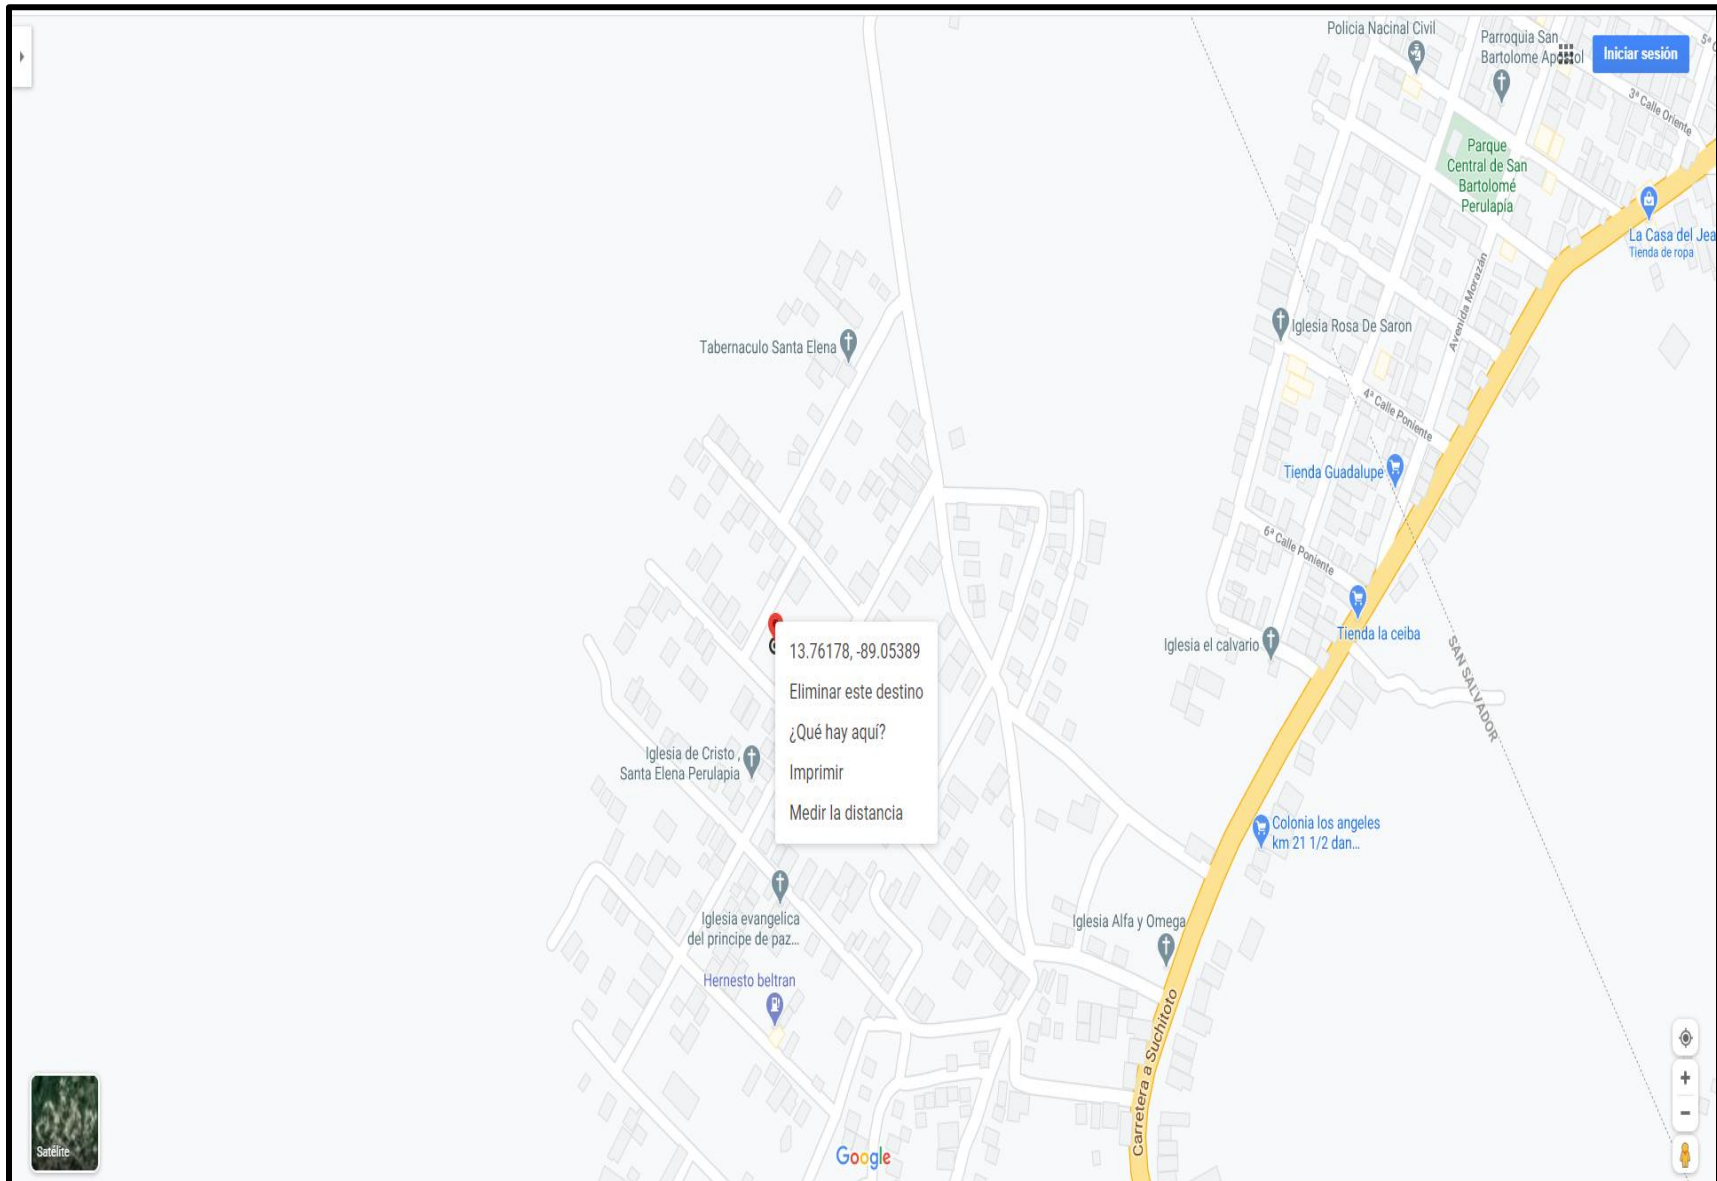 Policia Nacinal Civil
Parroquia San
Bartolome Apostol
Iniciar sesión
3ª Calle Oriente
Parque
Central de San
Bartolomé
Perulapía
La Casa del Jea
Tienda de ropa
Avenida Morazán
Iglesia Rosa De Saron
Tabernaculo Santa Elena
4ª Calle Poniente
Tienda Guadalupe
6ª Calle Poniente
Tienda la ceiba
Iglesia el calvario
SAN SALVADOR
13.76178, -89.05389
Eliminar este destino
¿Qué hay aquí?
Imprimir
Medir la distancia
Iglesia de Cristo ,
Santa Elena Perulapia
Colonia los angeles
km 21 1/2 dan...
Iglesia evangelica
del principe de paz...
Iglesia Alfa y Omega
Hernesto beltran
Carretera a Suchitoto
Satélite
Google